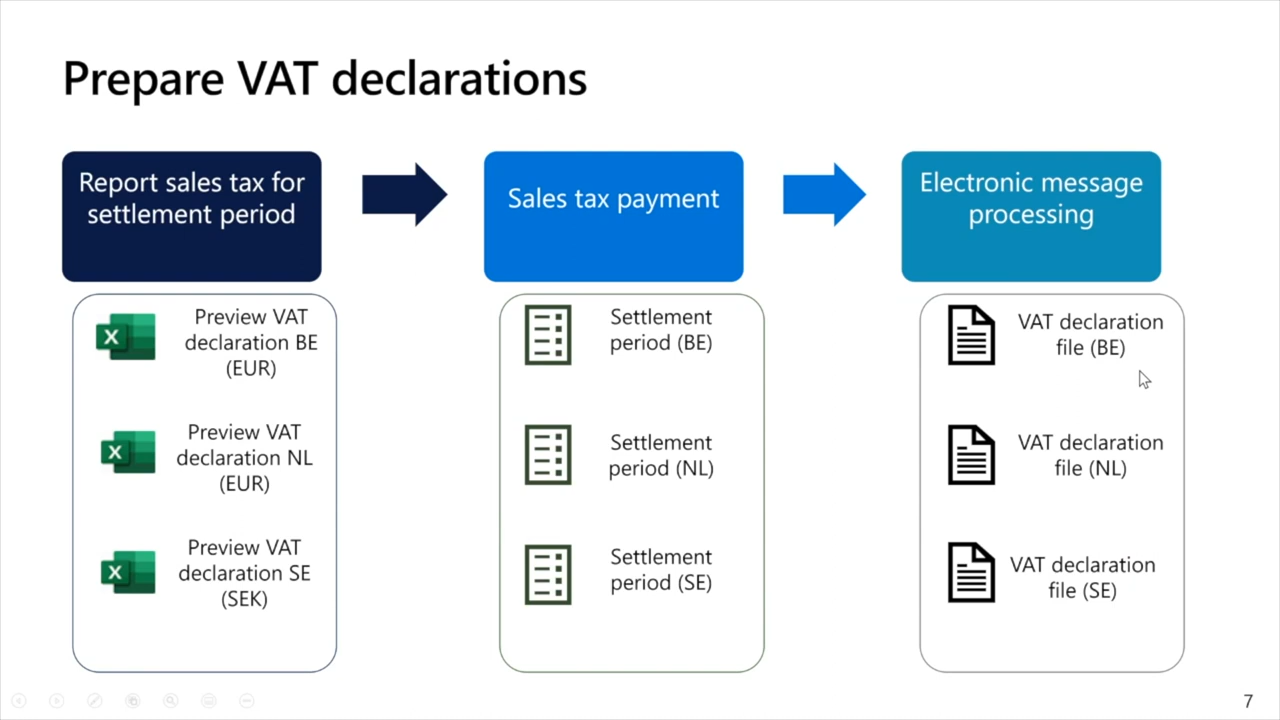 Prepare VAT declarations
Report sales tax for
settlement period
Sales tax payment
Electronic message
processing
Preview VAT
declaration BE
(EUR)
Preview VAT
declaration NL
(EUR)
Preview VAT
declaration SE
(SEK)
Settlement
period (BE)
Settlement
period (NL)
Settlement
period (SE)
VAT declaration
file (BE)
VAT declaration
file (NL)
VAT declaration
file (SE)
7